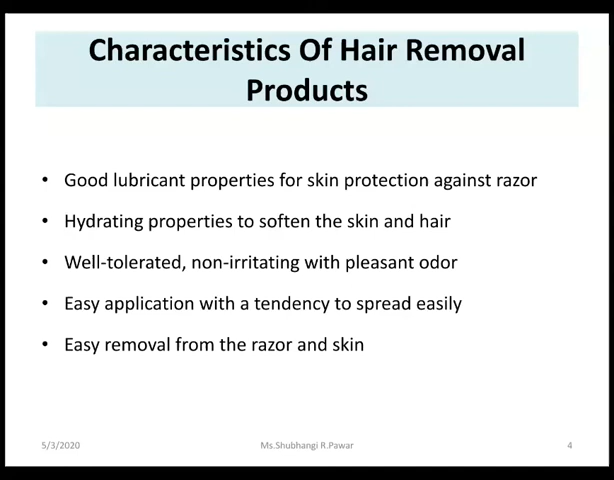 Characteristics Of Hair Removal
Products
• Good lubricant properties for skin protection against razor
• Hydrating properties to soften the skin and hair
• Well-tolerated, non-irritating with pleasant odor
• Easy application with a tendency to spread easily
• Easy removal from the razor and skin
5/3/2020 Ms.Shubhangi R.Pawar 4